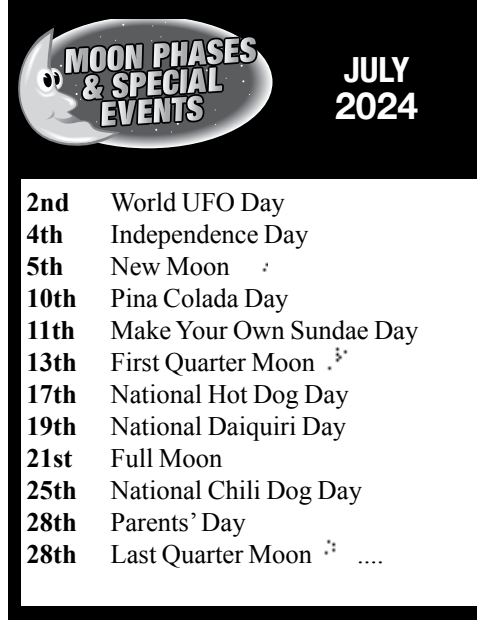 MOON PHASES
& SPECIAL
EVENTS
JULY
2024
2nd World UFO Day
4th Independence Day
5th New Moon
10th Pina Colada Day
11th Make Your Own Sundae Day
13th First Quarter Moon
17th National Hot Dog Day
19th National Daiquiri Day
21st Full Moon
25th National Chili Dog Day
28th Parents’ Day
28th Last Quarter Moon ....